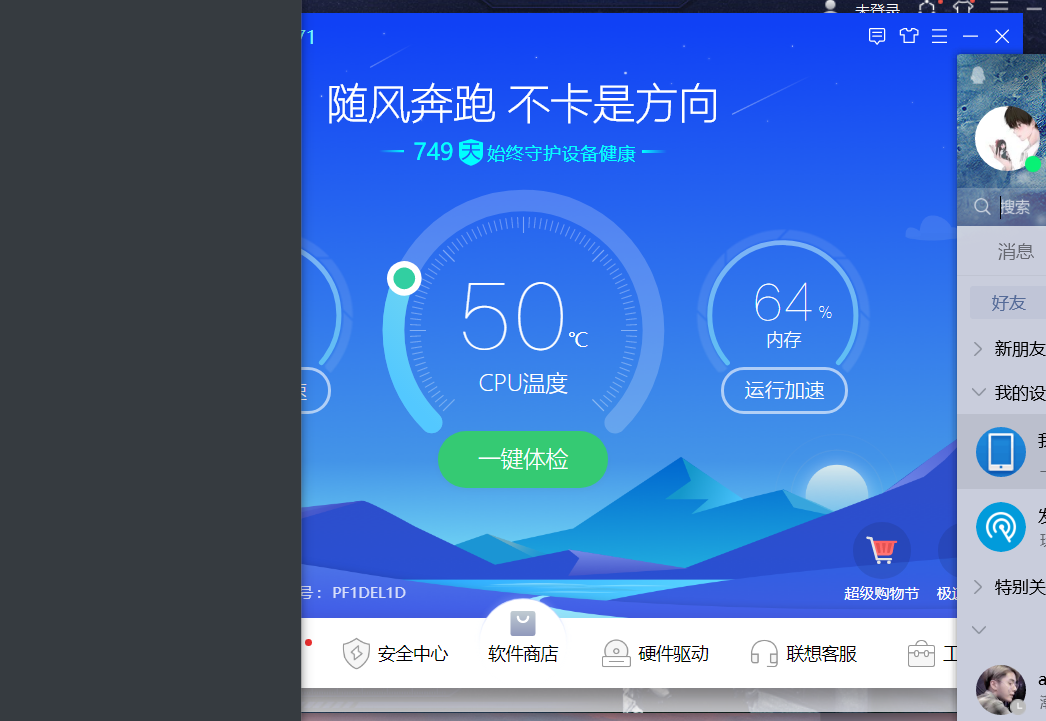 未登录
71
随风奔跑 不卡是方向
749 天 始终守护设备健康
50 ℃
CPU温度
64 %
内存
速
运行加速
一键体检
号： PF1DEL1D
超级购物节
安全中心
软件商店
硬件驱动
联想客服
搜索
消息
好友
新朋友
我的设
特别关